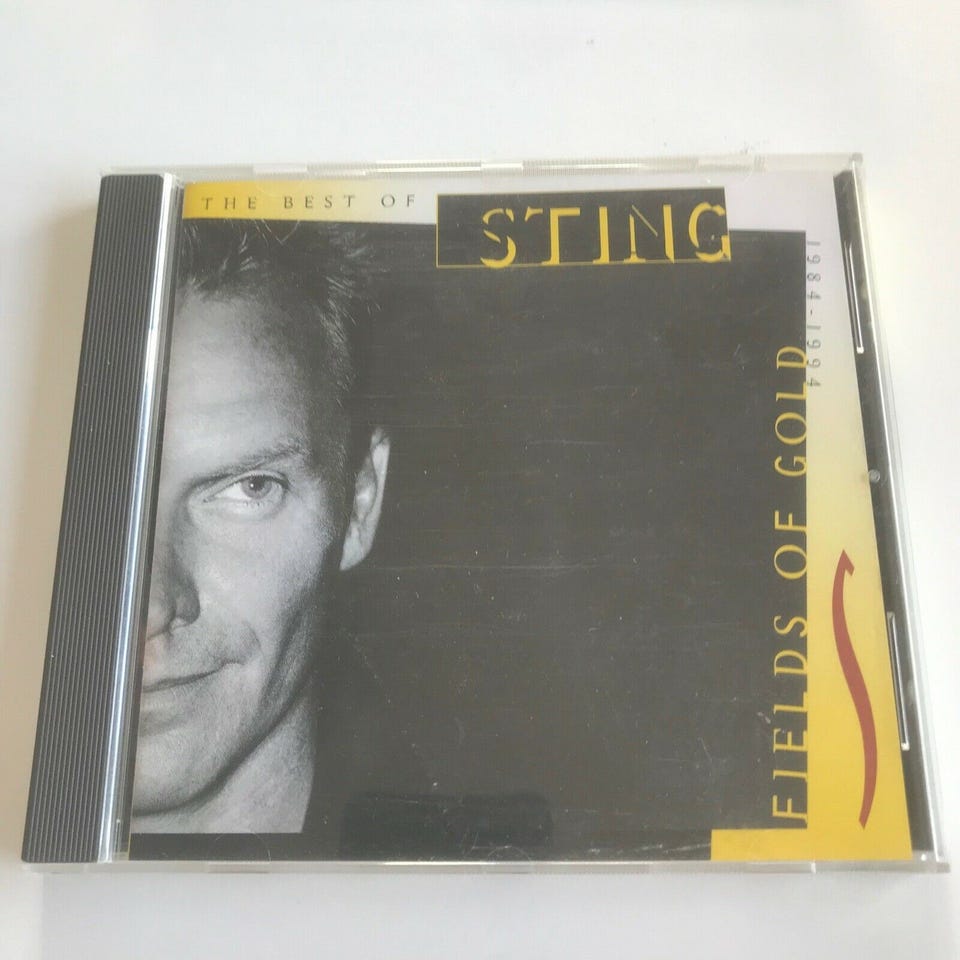 THE BEST OF
STING
1984-1994
FIELDS OF GOLD